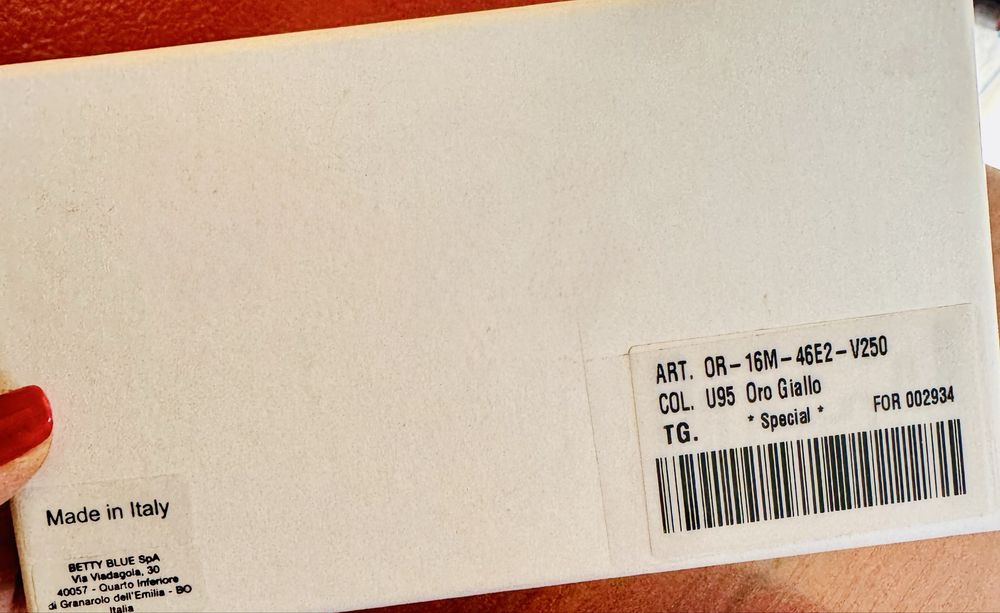 ART. OR-16M-46E2-V250
COL. U95 Oro Giallo
TG. * Special * FOR 002934
Made in Italy
BETTY BLUE SpA
Via Viadagola, 30
40057 - Quarto Inferiore
di Granarolo dell'Emilia - BO
Italia